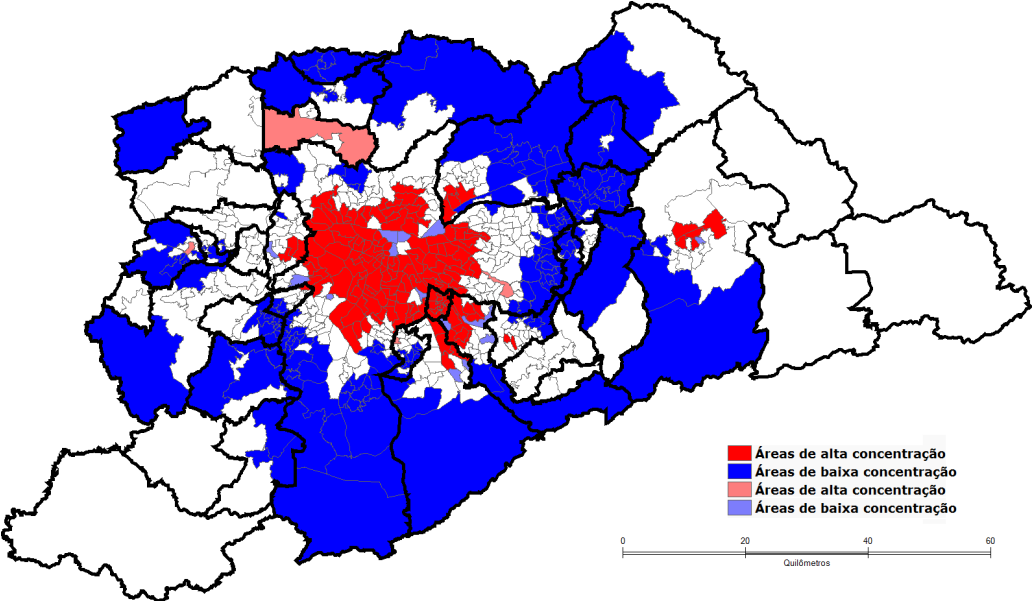 Áreas de alta concentração
Áreas de baixa concentração
Áreas de alta concentração
Áreas de baixa concentração
0 20 40 60
Quilômetros